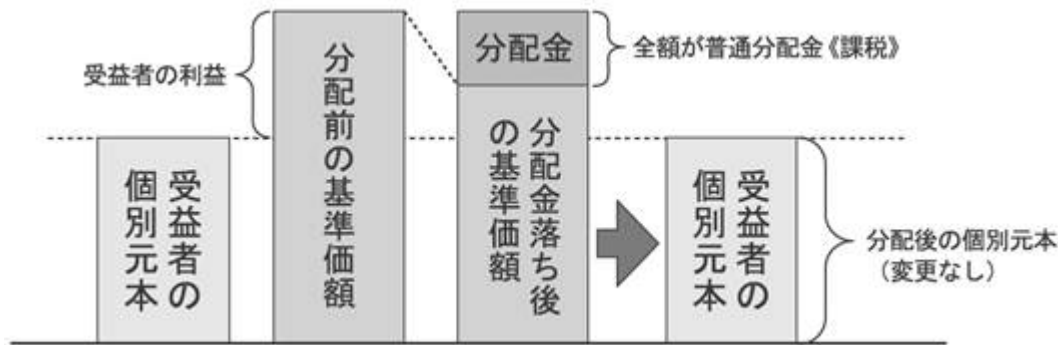 受益者の利益
受益者の
個別元本
分配前の基準価額
分配金
全額が普通分配金《課税》
分配金落ち後
の基準価額
受益者の
個別元本
分配後の個別元本
（変更なし）